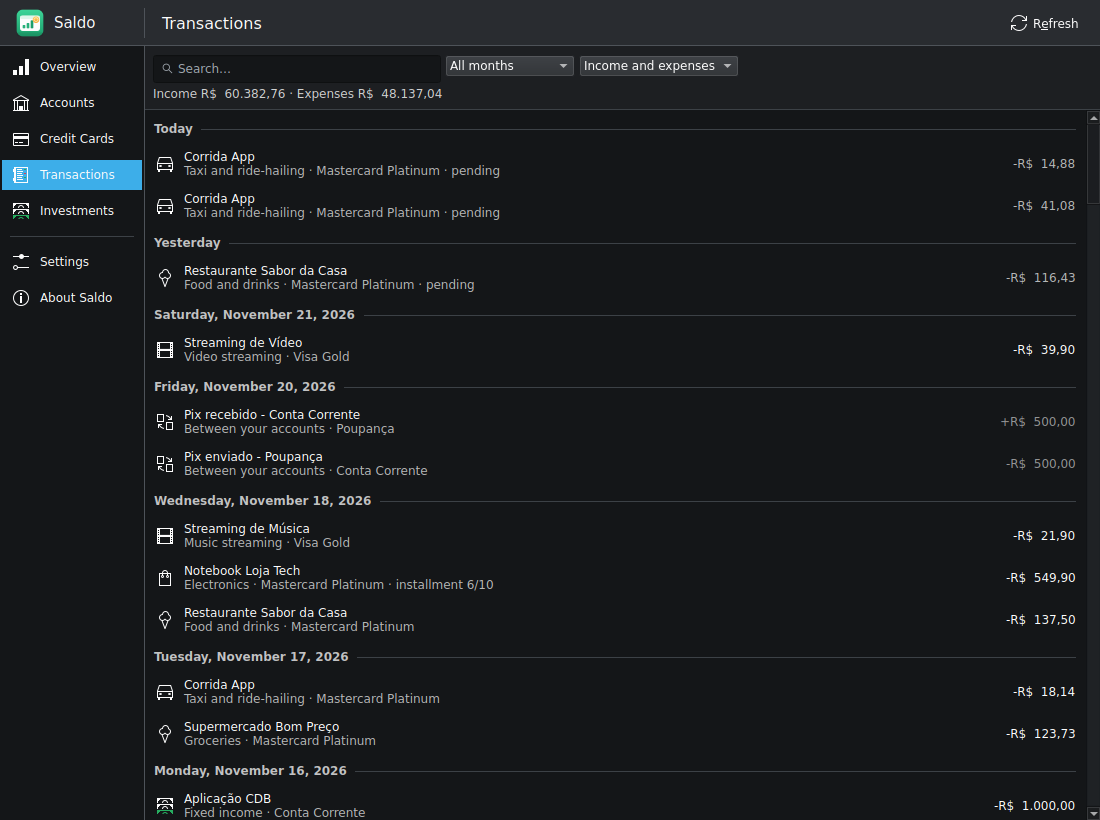 Saldo
Transactions
Refresh
Overview
Accounts
Credit Cards
Transactions
Investments
Settings
About Saldo
Search...
All months
Income and expenses
Income R$ 60.382,76 · Expenses R$ 48.137,04
Today
Corrida App
Taxi and ride-hailing · Mastercard Platinum · pending
-R$ 14,88
Corrida App
Taxi and ride-hailing · Mastercard Platinum · pending
-R$ 41,08
Yesterday
Restaurante Sabor da Casa
Food and drinks · Mastercard Platinum · pending
-R$ 116,43
Saturday, November 21, 2026
Streaming de Vídeo
Video streaming · Visa Gold
-R$ 39,90
Friday, November 20, 2026
Pix recebido - Conta Corrente
Between your accounts · Poupança
+R$ 500,00
Pix enviado - Poupança
Between your accounts · Conta Corrente
-R$ 500,00
Wednesday, November 18, 2026
Streaming de Música
Music streaming · Visa Gold
-R$ 21,90
Notebook Loja Tech
Electronics · Mastercard Platinum · installment 6/10
-R$ 549,90
Restaurante Sabor da Casa
Food and drinks · Mastercard Platinum
-R$ 137,50
Tuesday, November 17, 2026
Corrida App
Taxi and ride-hailing · Mastercard Platinum
-R$ 18,14
Supermercado Bom Preço
Groceries · Mastercard Platinum
-R$ 123,73
Monday, November 16, 2026
Aplicação CDB
Fixed income · Conta Corrente
-R$ 1.000,00